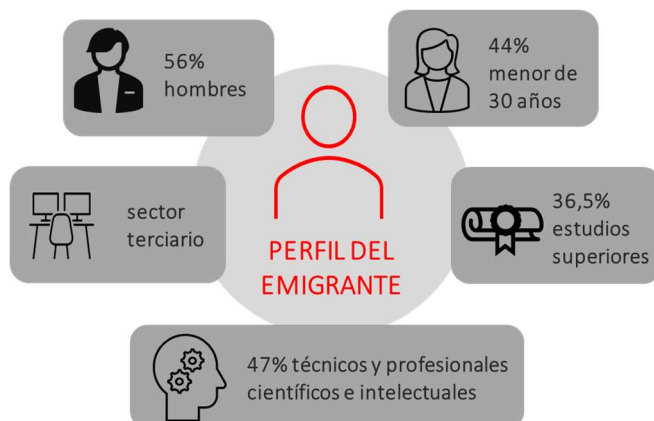 56%
hombres
44%
menor de
30 años
sector
terciario
PERFIL DEL
EMIGRANTE
36,5%
estudios
superiores
47% técnicos y profesionales
científicos e intelectuales